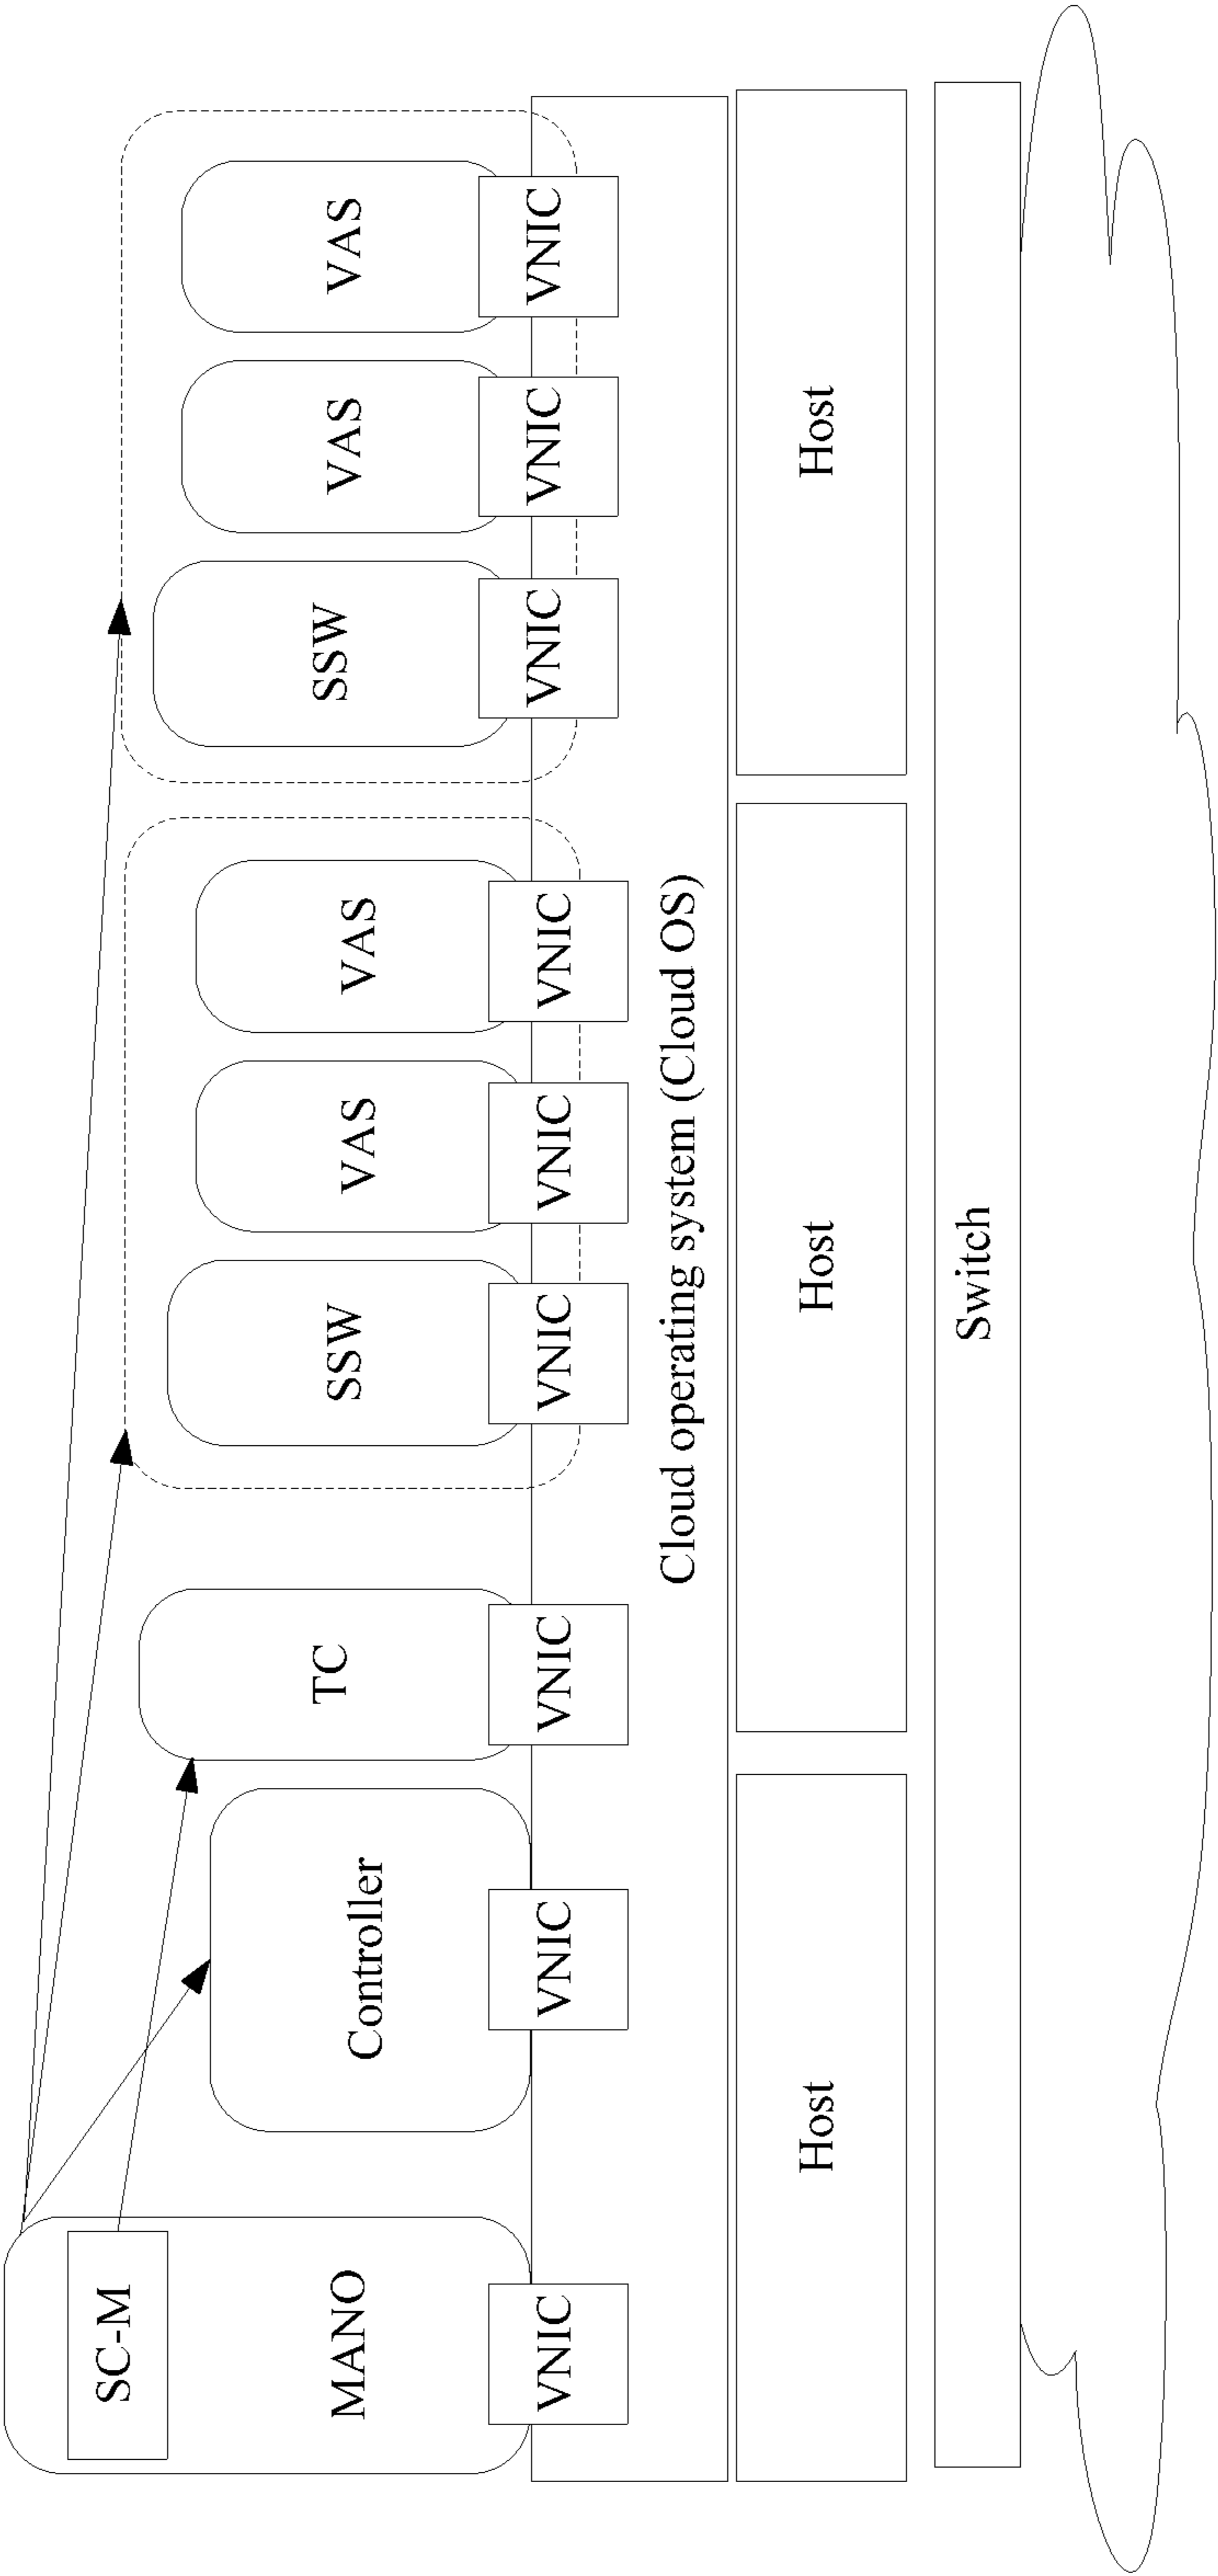 SC-M
MANO
Controller
TC
SSW
VAS
VAS
SSW
VAS
VAS
VNIC
VNIC
VNIC
VNIC
VNIC
VNIC
VNIC
VNIC
VNIC
Cloud operating system (Cloud OS)
Host
Host
Host
Switch